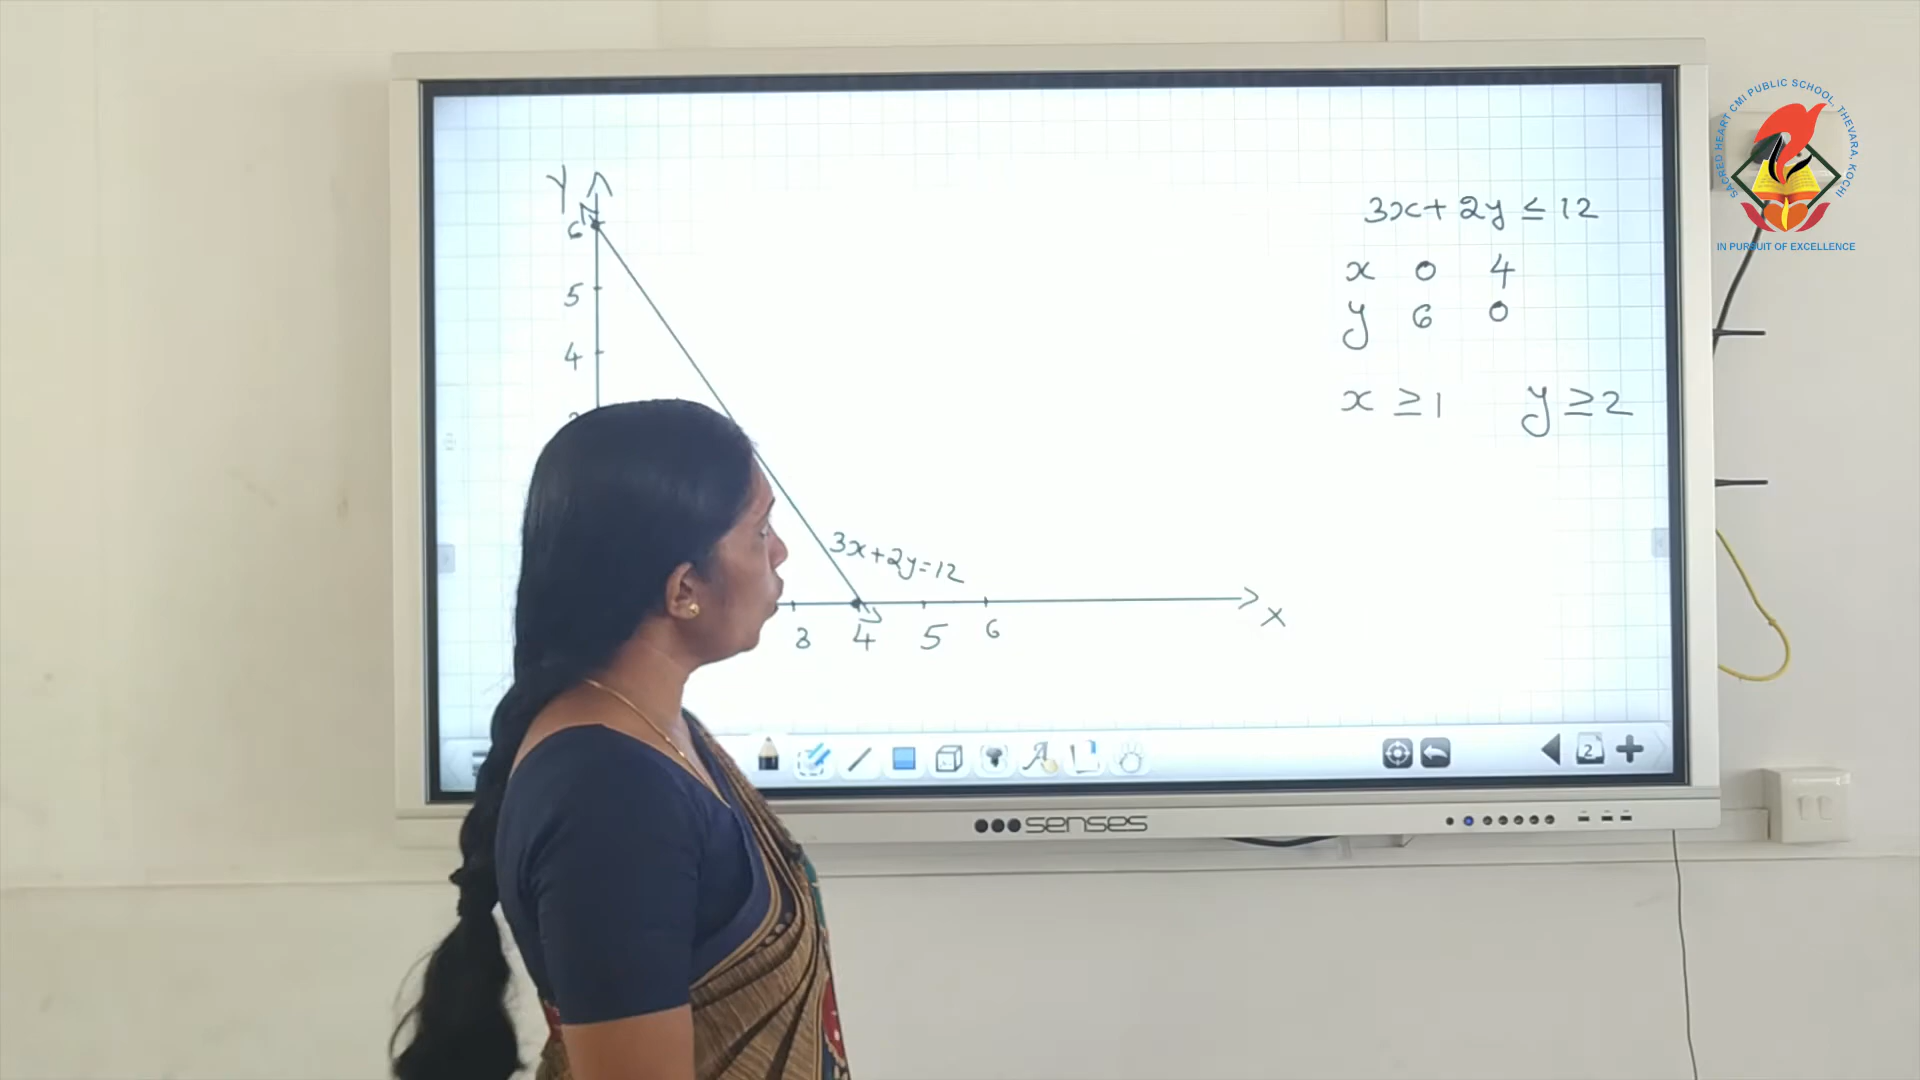 SACRED HEART CMI PUBLIC SCHOOL, THEVARA, KOCHI
IN PURSUIT OF EXCELLENCE
Y
6
5
4
3x+2y=12
3 4 5 6
X
3x+2y≤12
x 0 4
y 6 0
x ≥1 y≥2
2
senses